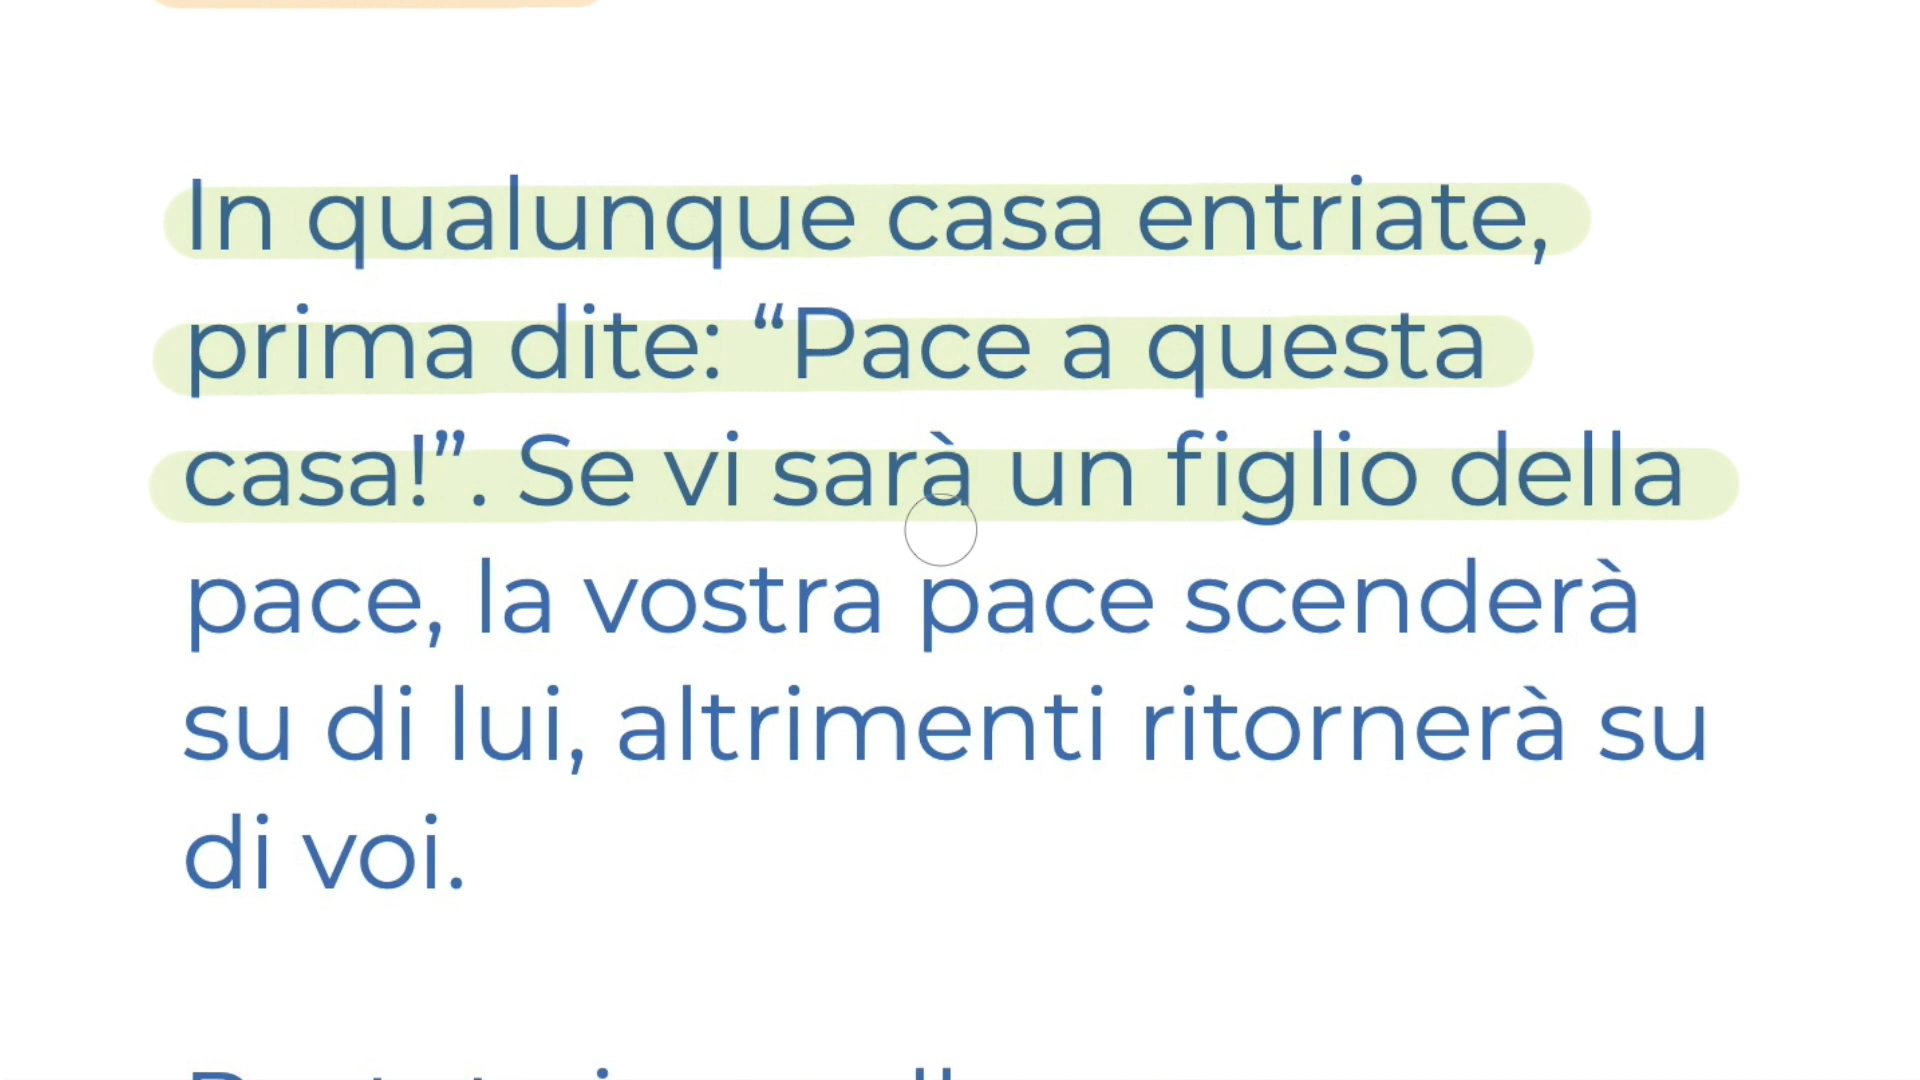 In qualunque casa entriate,
prima dite: “Pace a questa
casa!”. Se vi sarà un figlio della
pace, la vostra pace scenderà
su di lui, altrimenti ritornerà su
di voi.